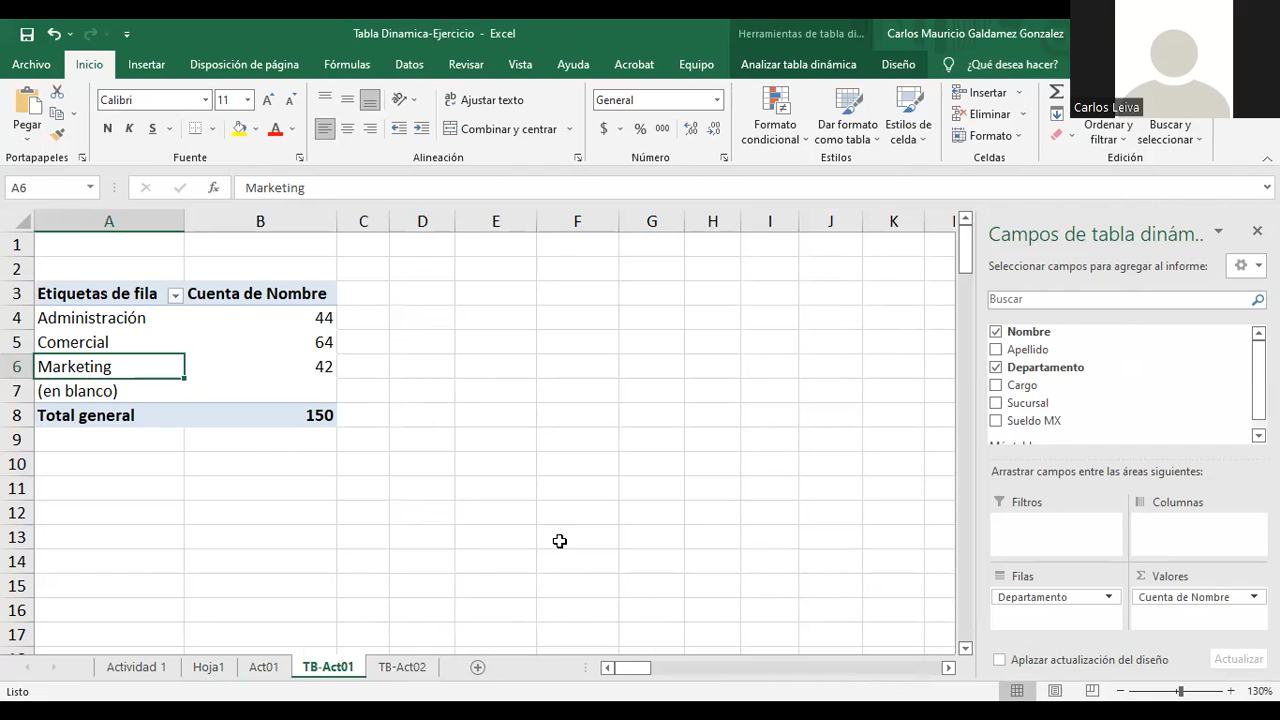 Tabla Dinamica-Ejercicio - Excel
Herramientas de tabla di...
Carlos Mauricio Galdamez Gonzalez
Archivo Inicio Insertar Disposición de página Fórmulas Datos Revisar Vista Ayuda Acrobat Equipo Analizar tabla dinámica Diseño ¿Qué desea hacer?
Carlos Leiva
Pegar
Calibri 11
N K S
Ajustar texto
Combinar y centrar
General
$ % 000
Formato condicional
Dar formato como tabla
Estilos de celda
Insertar
Eliminar
Formato
Ordenar y filtrar
Buscar y seleccionar
Portapapeles Fuente Alineación Número Estilos Celdas Edición
A6 fx Marketing
A B C D E F G H I J K
1
2
3 Etiquetas de fila Cuenta de Nombre
4 Administración 44
5 Comercial 64
6 Marketing 42
7 (en blanco)
8 Total general 150
9
10
11
12
13
14
15
16
17
Campos de tabla dinám..
Seleccionar campos para agregar al informe:
Buscar
Nombre
Apellido
Departamento
Cargo
Sucursal
Sueldo MX
Arrastrar campos entre las áreas siguientes:
Filtros Columnas
Filas Valores
Departamento Cuenta de Nombre
Aplazar actualización del diseño Actualizar
Actividad 1 Hoja1 Act01 TB-Act01 TB-Act02
Listo 130%